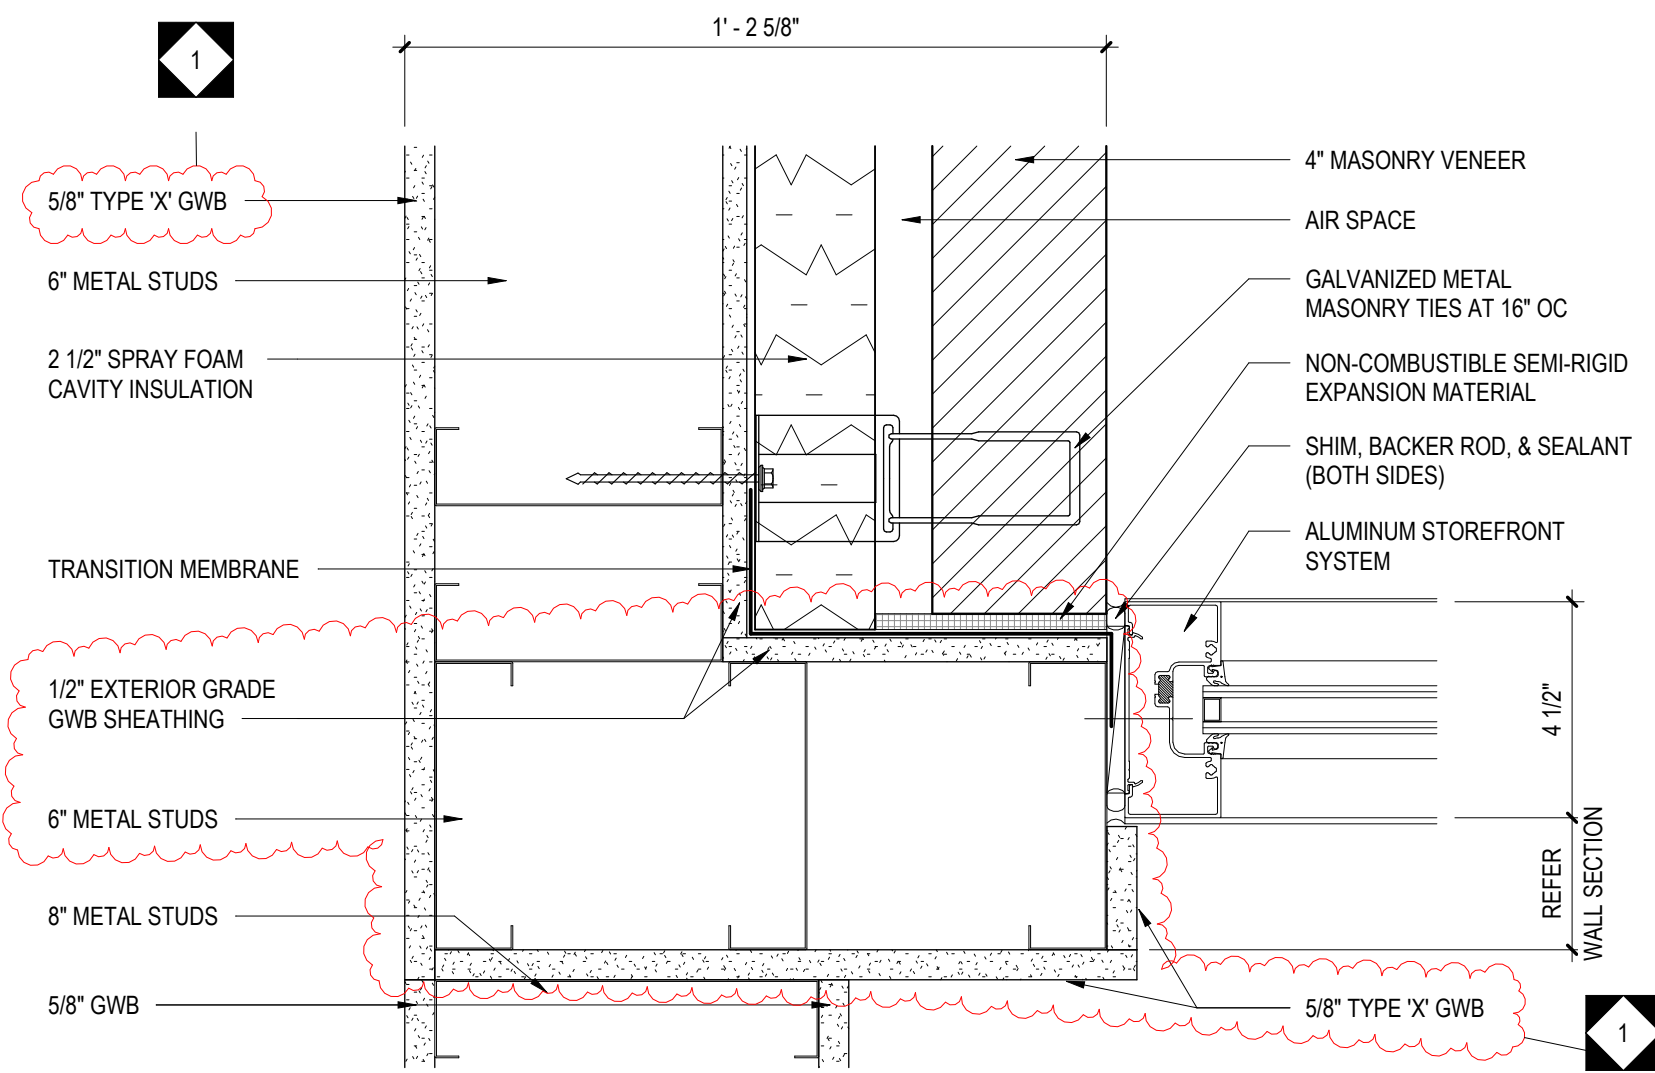 1' - 2 5/8"
1
5/8" TYPE 'X' GWB
6" METAL STUDS
2 1/2" SPRAY FOAM
CAVITY INSULATION
TRANSITION MEMBRANE
1/2" EXTERIOR GRADE
GWB SHEATHING
6" METAL STUDS
8" METAL STUDS
5/8" GWB
4" MASONRY VENEER
AIR SPACE
GALVANIZED METAL
MASONRY TIES AT 16" OC
NON-COMBUSTIBLE SEMI-RIGID
EXPANSION MATERIAL
SHIM, BACKER ROD, & SEALANT
(BOTH SIDES)
ALUMINUM STOREFRONT
SYSTEM
4 1/2"
REFER
WALL SECTION
5/8" TYPE 'X' GWB
1